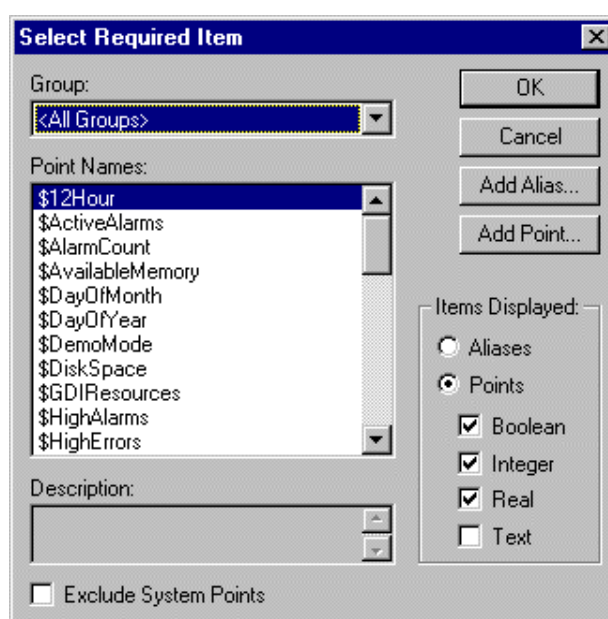 Select Required Item
Group:
<All Groups>
Point Names:
$12Hour
$ActiveAlarms
$AlarmCount
$AvailableMemory
$DayOfMonth
$DayOfYear
$DemoMode
$DiskSpace
$GDIResources
$HighAlarms
$HighErrors
Description:
Exclude System Points
OK
Cancel
Add Alias...
Add Point...
Items Displayed:
Aliases
Points
Boolean
Integer
Real
Text